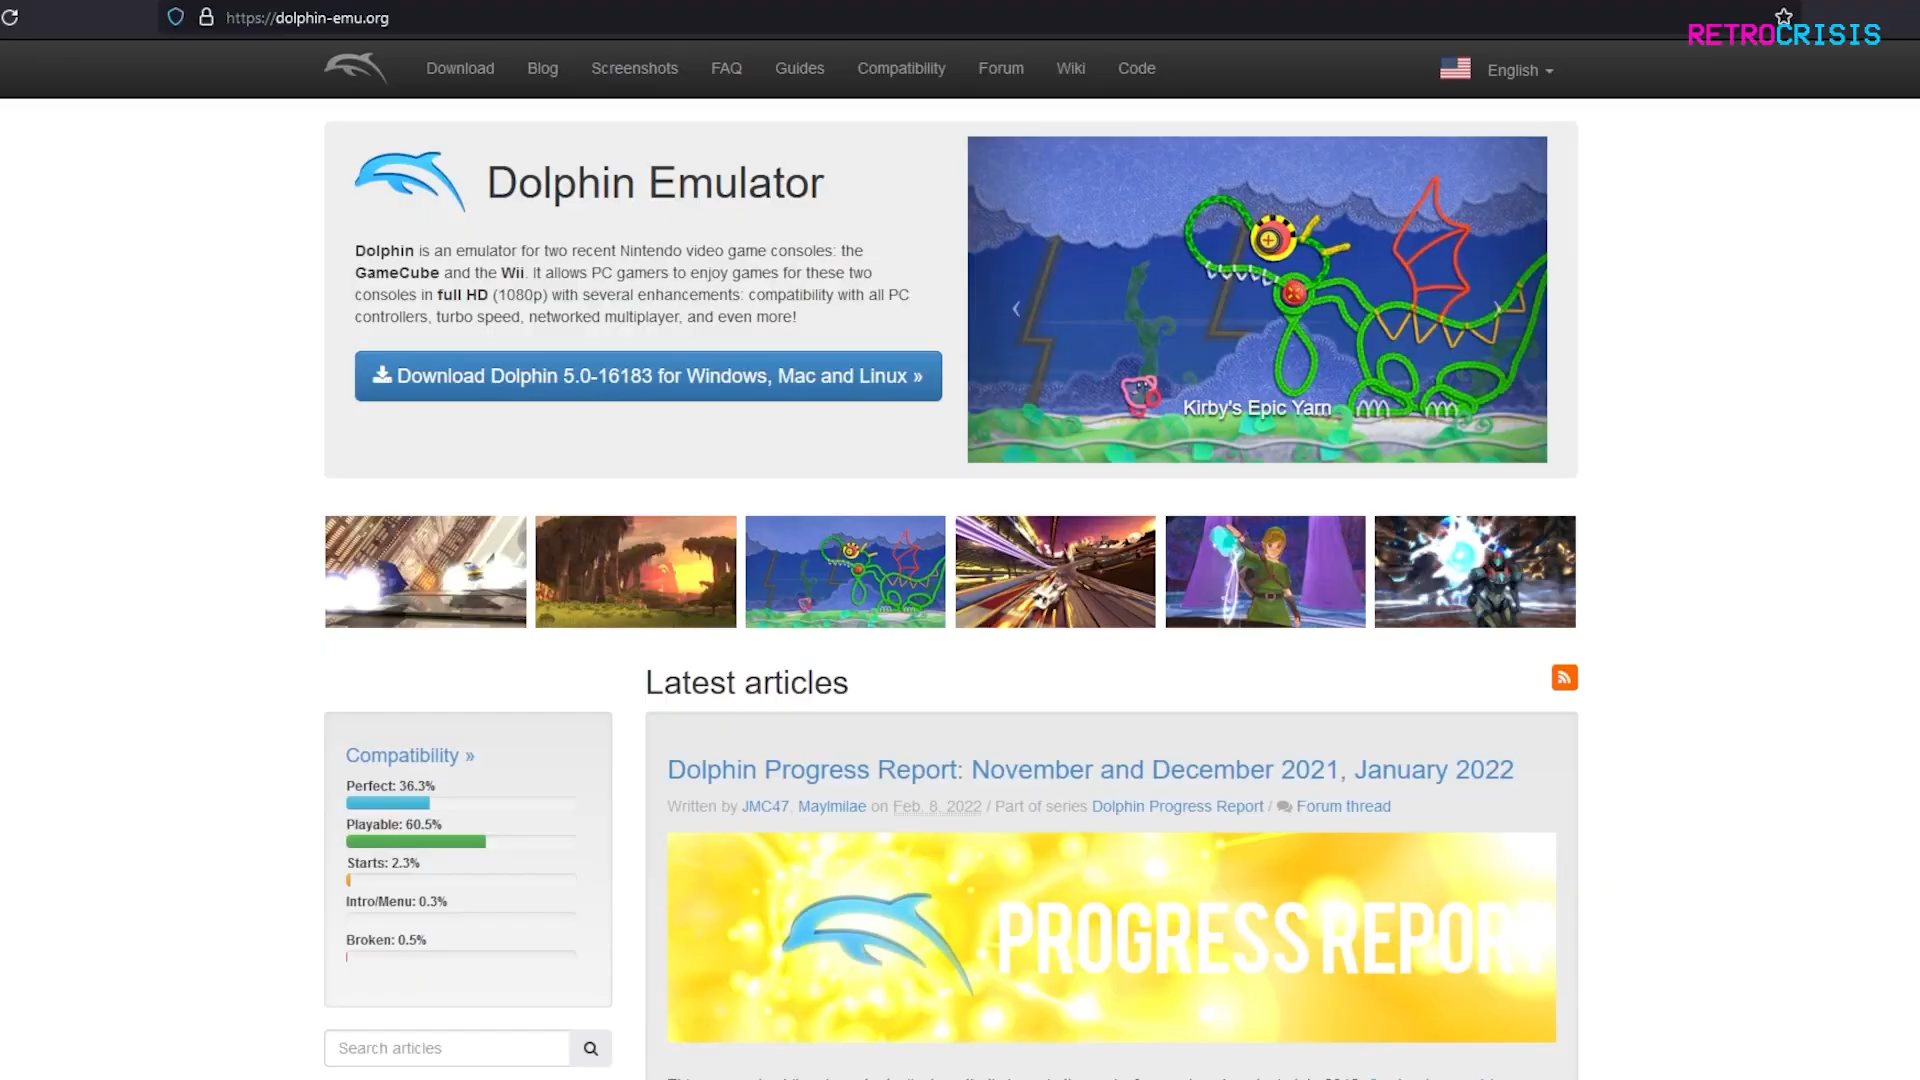 https://dolphin-emu.org
RETROCRISIS
Download Blog Screenshots FAQ Guides Compatibility Forum Wiki Code English
Dolphin Emulator
Dolphin is an emulator for two recent Nintendo video game consoles: the
GameCube and the Wii. It allows PC gamers to enjoy games for these two
consoles in full HD (1080p) with several enhancements: compatibility with all PC
controllers, turbo speed, networked multiplayer, and even more!
Download Dolphin 5.0-16183 for Windows, Mac and Linux »
Kirby's Epic Yarn
Latest articles
Compatibility »
Perfect: 36.3%
Playable: 60.5%
Starts: 2.3%
Intro/Menu: 0.3%
Broken: 0.5%
Search articles
Dolphin Progress Report: November and December 2021, January 2022
Written by JMC47, MayImilae on Feb. 8, 2022 / Part of series Dolphin Progress Report / Forum thread
PROGRESS REPORT